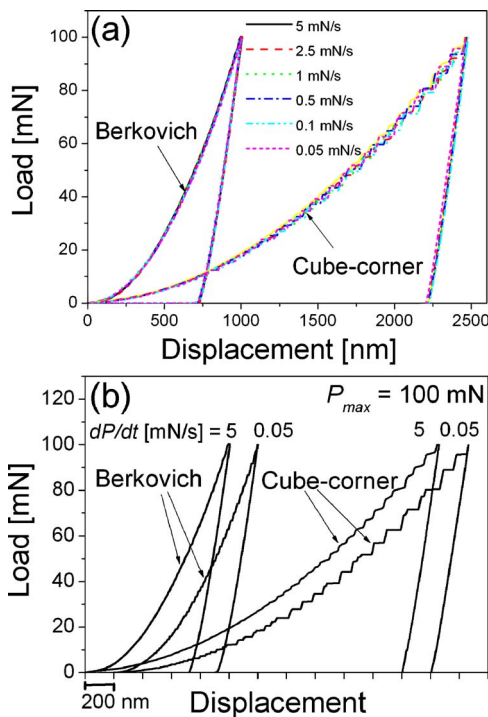 (a)
5 mN/s
2.5 mN/s
1 mN/s
0.5 mN/s
0.1 mN/s
0.05 mN/s
Berkovich
Cube-corner
Load [mN]
100
80
60
40
20
0
0 500 1000 1500 2000 2500
Displacement [nm]
(b)
P_max = 100 mN
dP/dt [mN/s] = 5 0.05 5 0.05
Berkovich
Cube-corner
Load [mN]
120
100
80
60
40
20
0
200 nm
Displacement